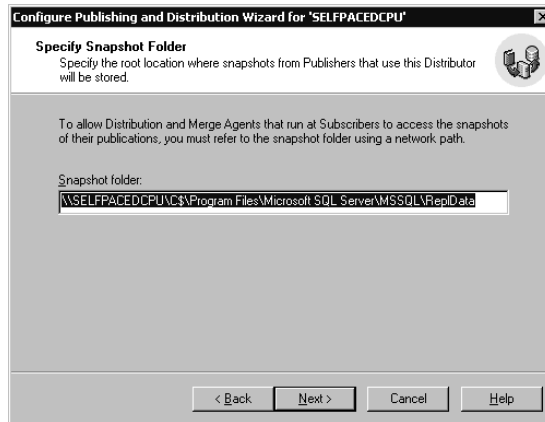 Configure Publishing and Distribution Wizard for 'SELFPACEDCPU'
Specify Snapshot Folder
Specify the root location where snapshots from Publishers that use this Distributor
will be stored.
To allow Distribution and Merge Agents that run at Subscribers to access the snapshots
of their publications, you must refer to the snapshot folder using a network path.
Snapshot folder:
\\SELFPACEDCPU\C$\Program Files\Microsoft SQL Server\MSSQL\ReplData
< Back Next > Cancel Help